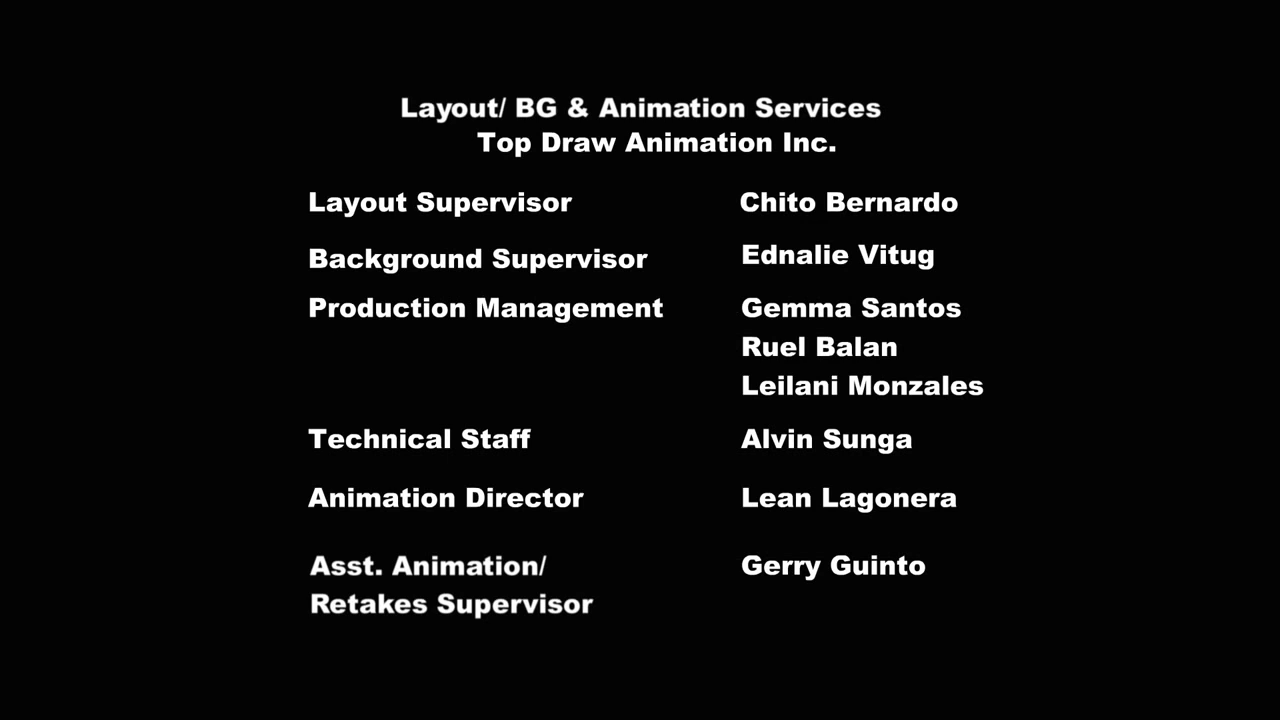 Layout/ BG & Animation Services
Top Draw Animation Inc.
Layout Supervisor Chito Bernardo
Background Supervisor Ednalie Vitug
Production Management Gemma Santos
Ruel Balan
Leilani Monzales
Technical Staff Alvin Sunga
Animation Director Lean Lagonera
Asst. Animation/ Gerry Guinto
Retakes Supervisor